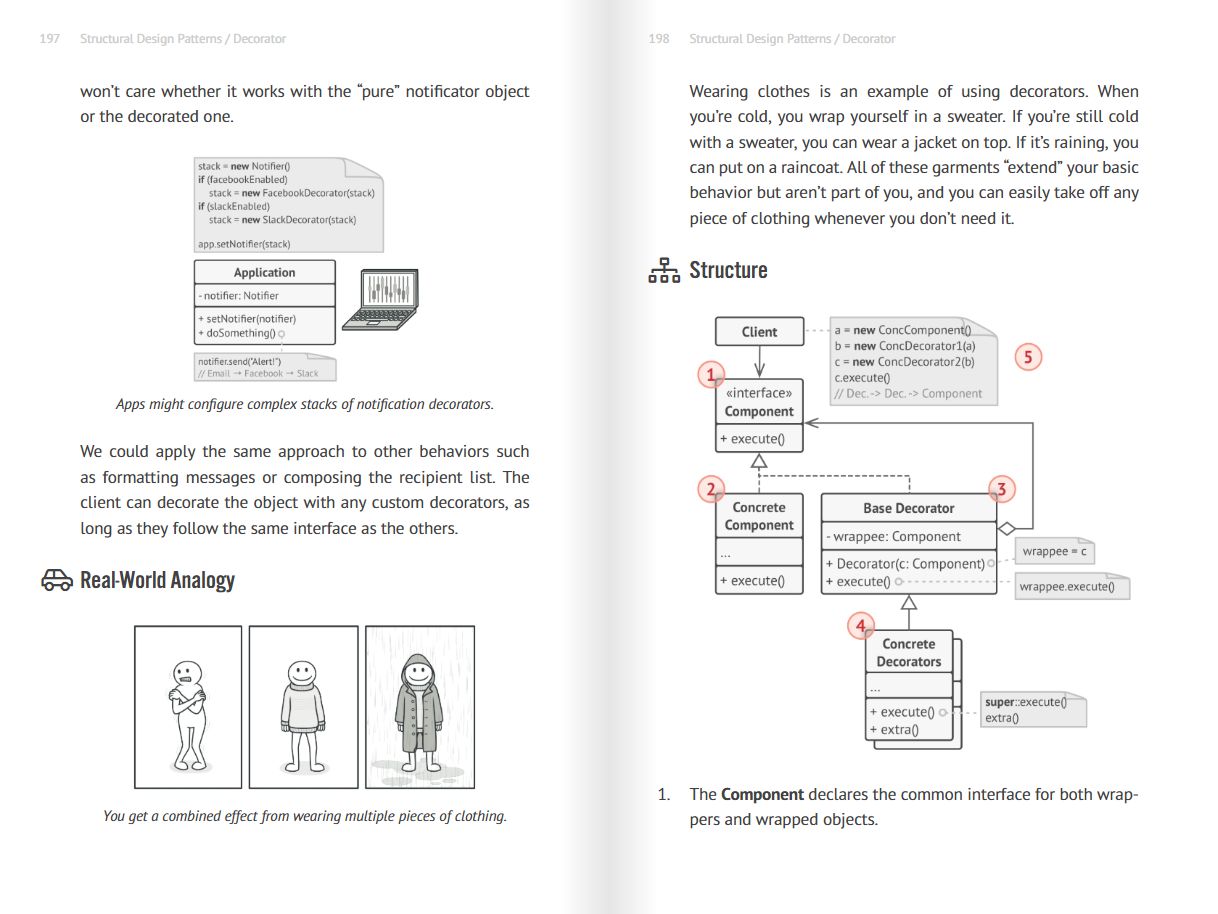 197 Structural Design Patterns / Decorator
won’t care whether it works with the “pure” notificator object
or the decorated one.
stack = new Notifier()
if (facebookEnabled)
stack = new FacebookDecorator(stack)
if (slackEnabled)
stack = new SlackDecorator(stack)
app.setNotifier(stack)
Application
- notifier: Notifier
+ setNotifier(notifier)
+ doSomething()
notifier.send("Alert!")
// Email → Facebook → Slack
Apps might configure complex stacks of notification decorators.
We could apply the same approach to other behaviors such
as formatting messages or composing the recipient list. The
client can decorate the object with any custom decorators, as
long as they follow the same interface as the others.
Real-World Analogy
You get a combined effect from wearing multiple pieces of clothing.
198 Structural Design Patterns / Decorator
Wearing clothes is an example of using decorators. When
you’re cold, you wrap yourself in a sweater. If you’re still cold
with a sweater, you can wear a jacket on top. If it’s raining, you
can put on a raincoat. All of these garments “extend” your basic
behavior but aren’t part of you, and you can easily take off any
piece of clothing whenever you don’t need it.
Structure
Client
a = new ConcComponent()
b = new ConcDecorator1(a)
c = new ConcDecorator2(b)
c.execute()
// Dec.-> Dec. -> Component
5
1
«interface»
Component
+ execute()
2
Concrete
Component
...
+ execute()
3
Base Decorator
- wrappee: Component
+ Decorator(c: Component)
+ execute()
wrappee = c
wrappee.execute()
4
Concrete
Decorators
...
+ execute()
+ extra()
super::execute()
extra()
1. The Component declares the common interface for both wrap-
pers and wrapped objects.